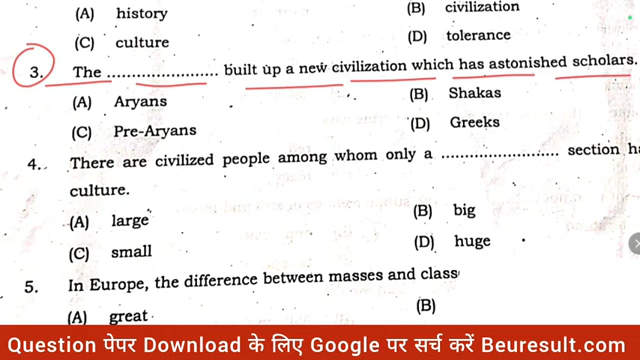 (A) history (B) civilization
(C) culture (D) tolerance
3. The ........................ built up a new civilization which has astonished scholars.
(A) Aryans (B) Shakas
(C) Pre-Aryans (D) Greeks
4. There are civilized people among whom only a ......................... section ha
culture.
(A) large (B) big
(C) small (D) huge
5. In Europe, the difference between masses and class
(A) great (B)
Question पेपर Download के लिए Google पर सर्च करें Beuresult.com